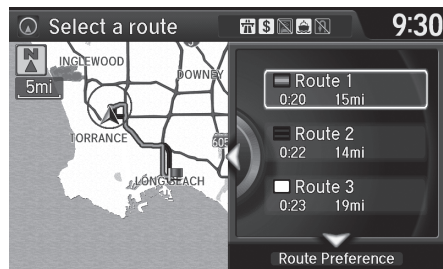 Select a route
$
9:30
N
5mi
INGLEWOOD
DOWNEY
TORRANCE
605
LONG BEACH
Route 1
0:20 15mi
Route 2
0:22 14mi
Route 3
0:23 19mi
Route Preference